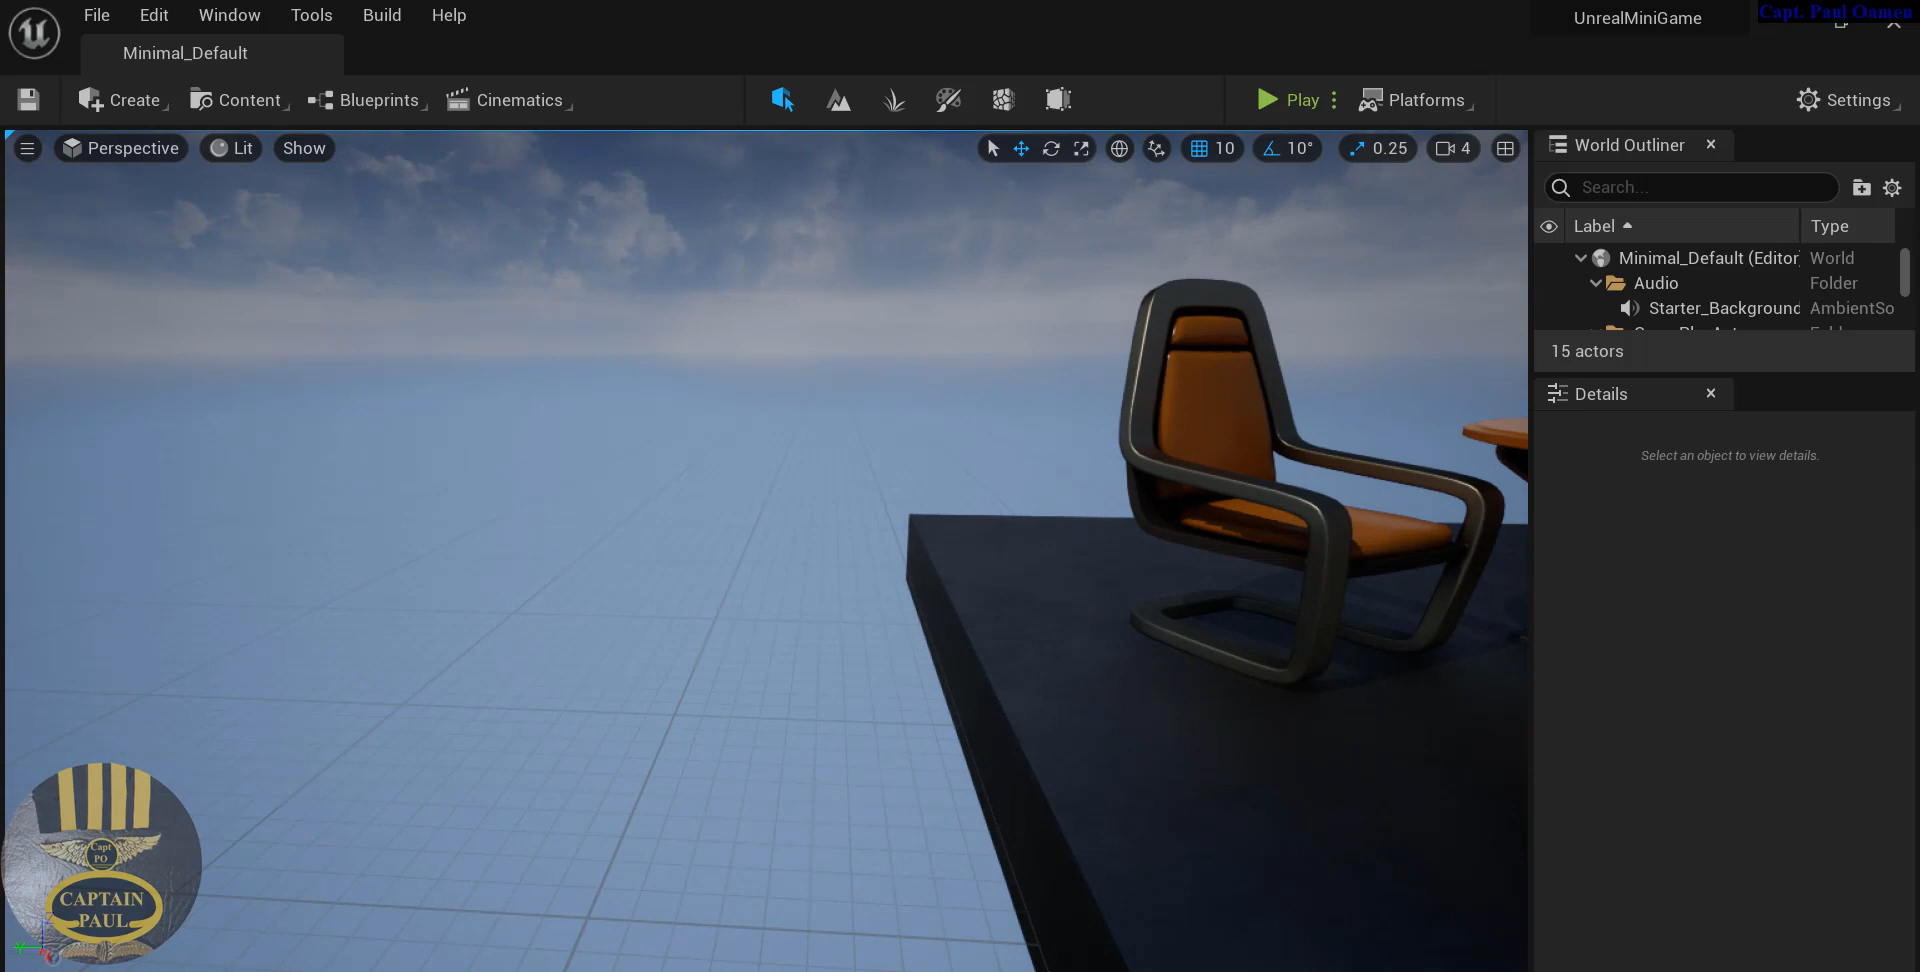 File Edit Window Tools Build Help
UnrealMiniGame
Capt. Paul Oamen
Minimal_Default
Create Content Blueprints Cinematics Play Platforms Settings
Perspective Lit Show 10 10° 0.25 4
World Outliner
Search...
Label Type
Minimal_Default (Editor World
Audio Folder
Starter_Background AmbientSo
15 actors
Details
Select an object to view details.
Capt
PO
CAPTAIN
PAUL